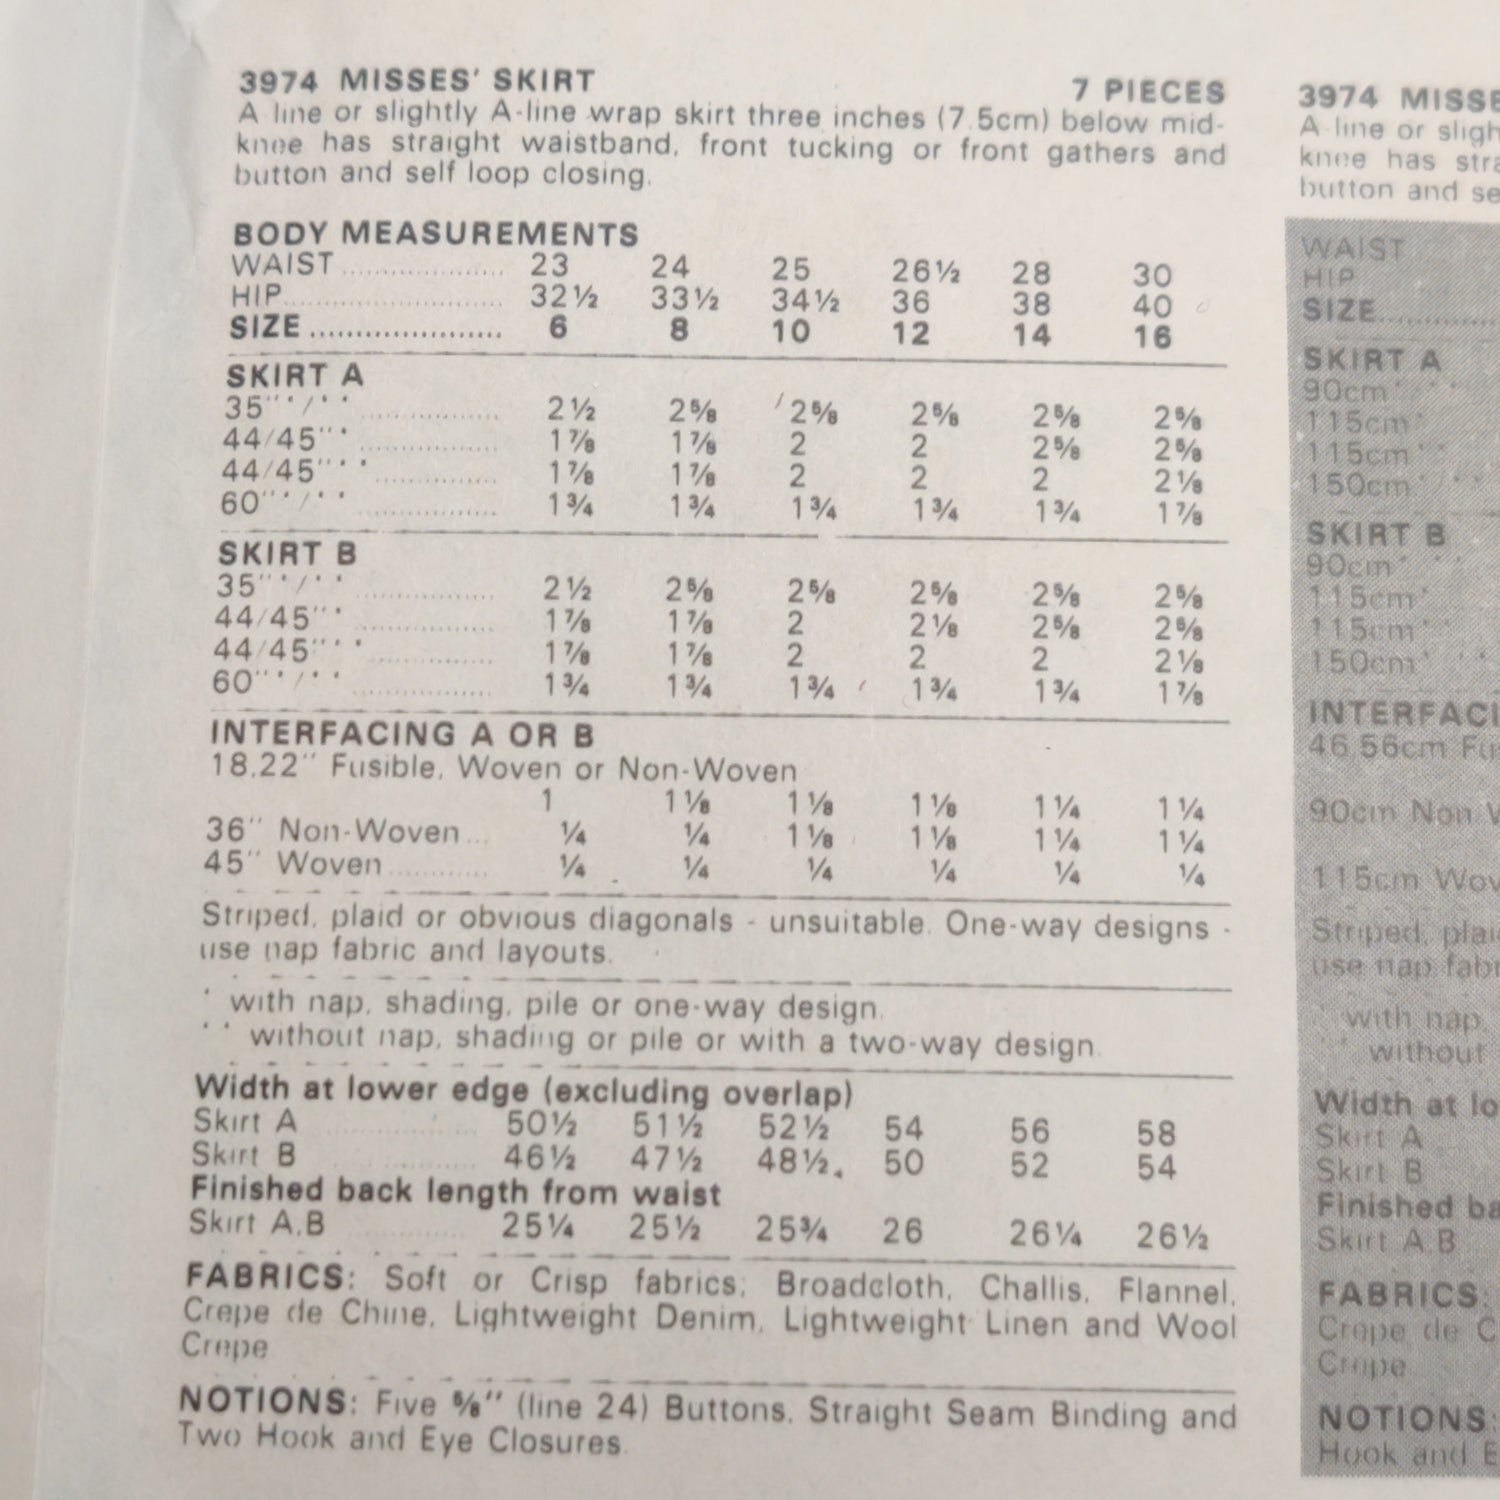 3974 MISSES' SKIRT 7 PIECES
A line or slightly A-line wrap skirt three inches (7.5cm) below mid-
knee has straight waistband, front tucking or front gathers and
button and self loop closing.
BODY MEASUREMENTS
WAIST 23 24 25 26½ 28 30
HIP 32½ 33½ 34½ 36 38 40
SIZE 6 8 10 12 14 16
SKIRT A
35"*/** 2½ 2⅝ 2⅝ 2⅝ 2⅝ 2⅝
44/45"* 1⅞ 1⅞ 2 2 2⅝ 2⅝
44/45"** 1⅞ 1⅞ 2 2 2 2⅛
60"*/** 1¾ 1¾ 1¾ 1¾ 1¾ 1⅞
SKIRT B
35"*/** 2½ 2⅝ 2⅝ 2⅝ 2⅝ 2⅝
44/45"* 1⅞ 1⅞ 2 2⅛ 2⅝ 2⅝
44/45"** 1⅞ 1⅞ 2 2 2 2⅛
60"*/** 1¾ 1¾ 1¾ 1¾ 1¾ 1⅞
INTERFACING A OR B
18,22" Fusible, Woven or Non-Woven
1 1⅛ 1⅛ 1⅛ 1¼ 1¼
36" Non-Woven ¼ ¼ 1⅛ 1⅛ 1¼ 1¼
45" Woven ¼ ¼ ¼ ¼ ¼ ¼
Striped, plaid or obvious diagonals - unsuitable. One-way designs -
use nap fabric and layouts.
* with nap, shading, pile or one-way design.
** without nap, shading or pile or with a two-way design.
Width at lower edge (excluding overlap)
Skirt A 50½ 51½ 52½ 54 56 58
Skirt B 46½ 47½ 48½ 50 52 54
Finished back length from waist
Skirt A,B 25¼ 25½ 25¾ 26 26¼ 26½
FABRICS: Soft or Crisp fabrics; Broadcloth, Challis, Flannel,
Crepe de Chine, Lightweight Denim, Lightweight Linen and Wool
Crepe
NOTIONS: Five ⅝" (line 24) Buttons, Straight Seam Binding and
Two Hook and Eye Closures.
3974 MISSE
A line or sligh
knee has stra
button and se
WAIST
HIP
SIZE
SKIRT A
90cm*/**
115cm*
115cm**
150cm*/**
SKIRT B
90cm*/**
115cm*
115cm**
150cm*/**
INTERFACI
46,56cm Fu
90cm Non W
115cm Wov
Striped, plai
use nap fabr
* with nap,
** without
Width at lo
Skirt A
Skirt B
Finished ba
Skirt A,B
FABRICS:
Crepe de C
Crepe
NOTIONS:
Hook and E